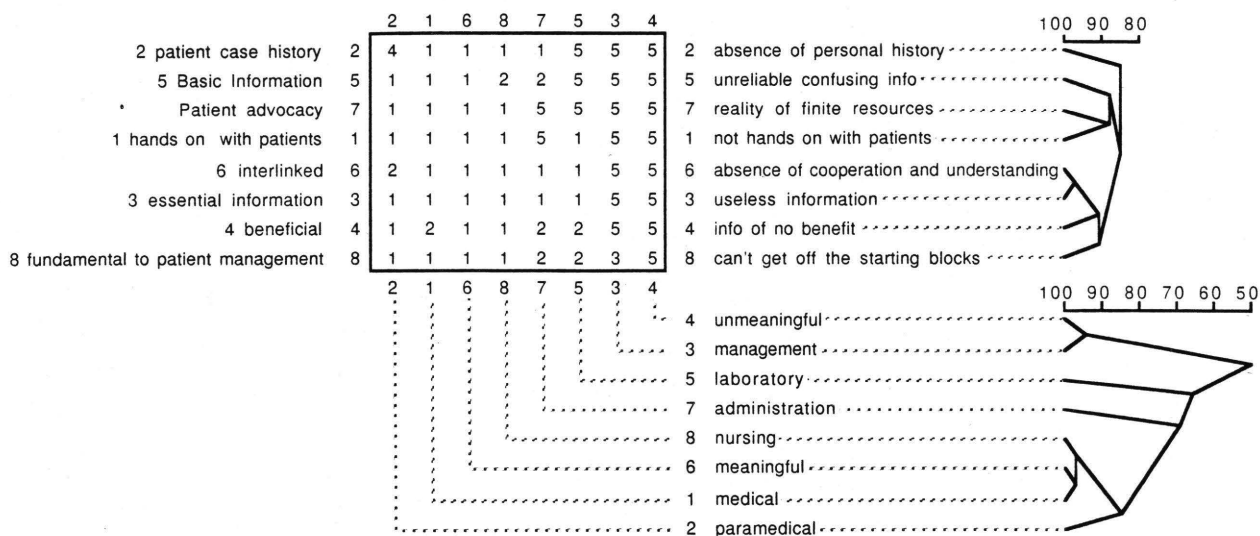 2 1 6 8 7 5 3 4 100 90 80
2 patient case history 2 4 1 1 1 1 5 5 5 2 absence of personal history
5 Basic Information 5 1 1 1 2 2 5 5 5 5 unreliable confusing info
Patient advocacy 7 1 1 1 1 5 5 5 5 7 reality of finite resources
1 hands on with patients 1 1 1 1 1 5 1 5 5 1 not hands on with patients
6 interlinked 6 2 1 1 1 1 1 5 5 6 absence of cooperation and understanding
3 essential information 3 1 1 1 1 1 1 5 5 3 useless information
4 beneficial 4 1 2 1 1 2 2 5 5 4 info of no benefit
8 fundamental to patient management 8 1 1 1 1 2 2 3 5 8 can't get off the starting blocks
2 1 6 8 7 5 3 4 100 90 80 70 60 50
4 unmeaningful
3 management
5 laboratory
7 administration
8 nursing
6 meaningful
1 medical
2 paramedical